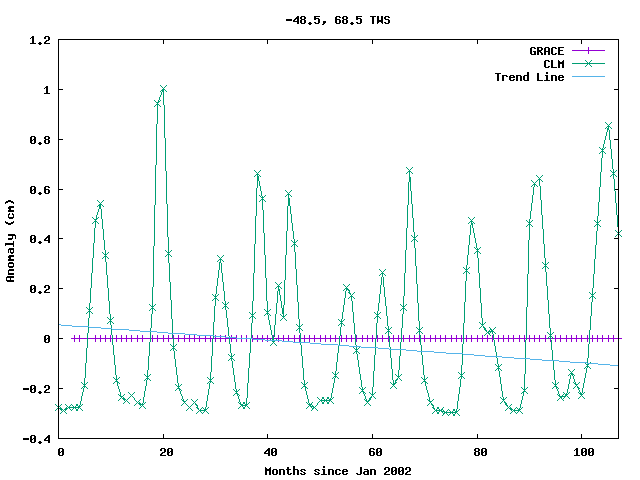 -48.5, 68.5 TWS
GRACE
CLM
Trend Line
1.2
1
0.8
0.6
0.4
0.2
0
-0.2
-0.4
Anomaly (cm)
0 20 40 60 80 100
Months since Jan 2002